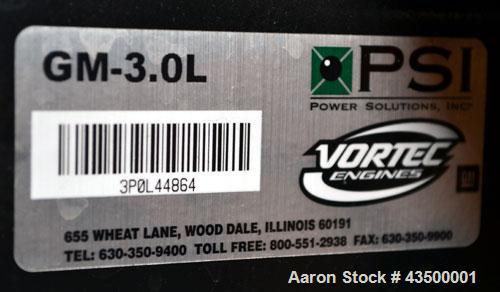 GM-3.0L
PSI
POWER SOLUTIONS, INC
3P0L44864
VORTEC
ENGINES
GM
655 WHEAT LANE, WOOD DALE, ILLINOIS 60191
TEL: 630-350-9400 TOLL FREE: 800-551-2938 FAX: 630-350-9900
Aaron Stock # 43500001